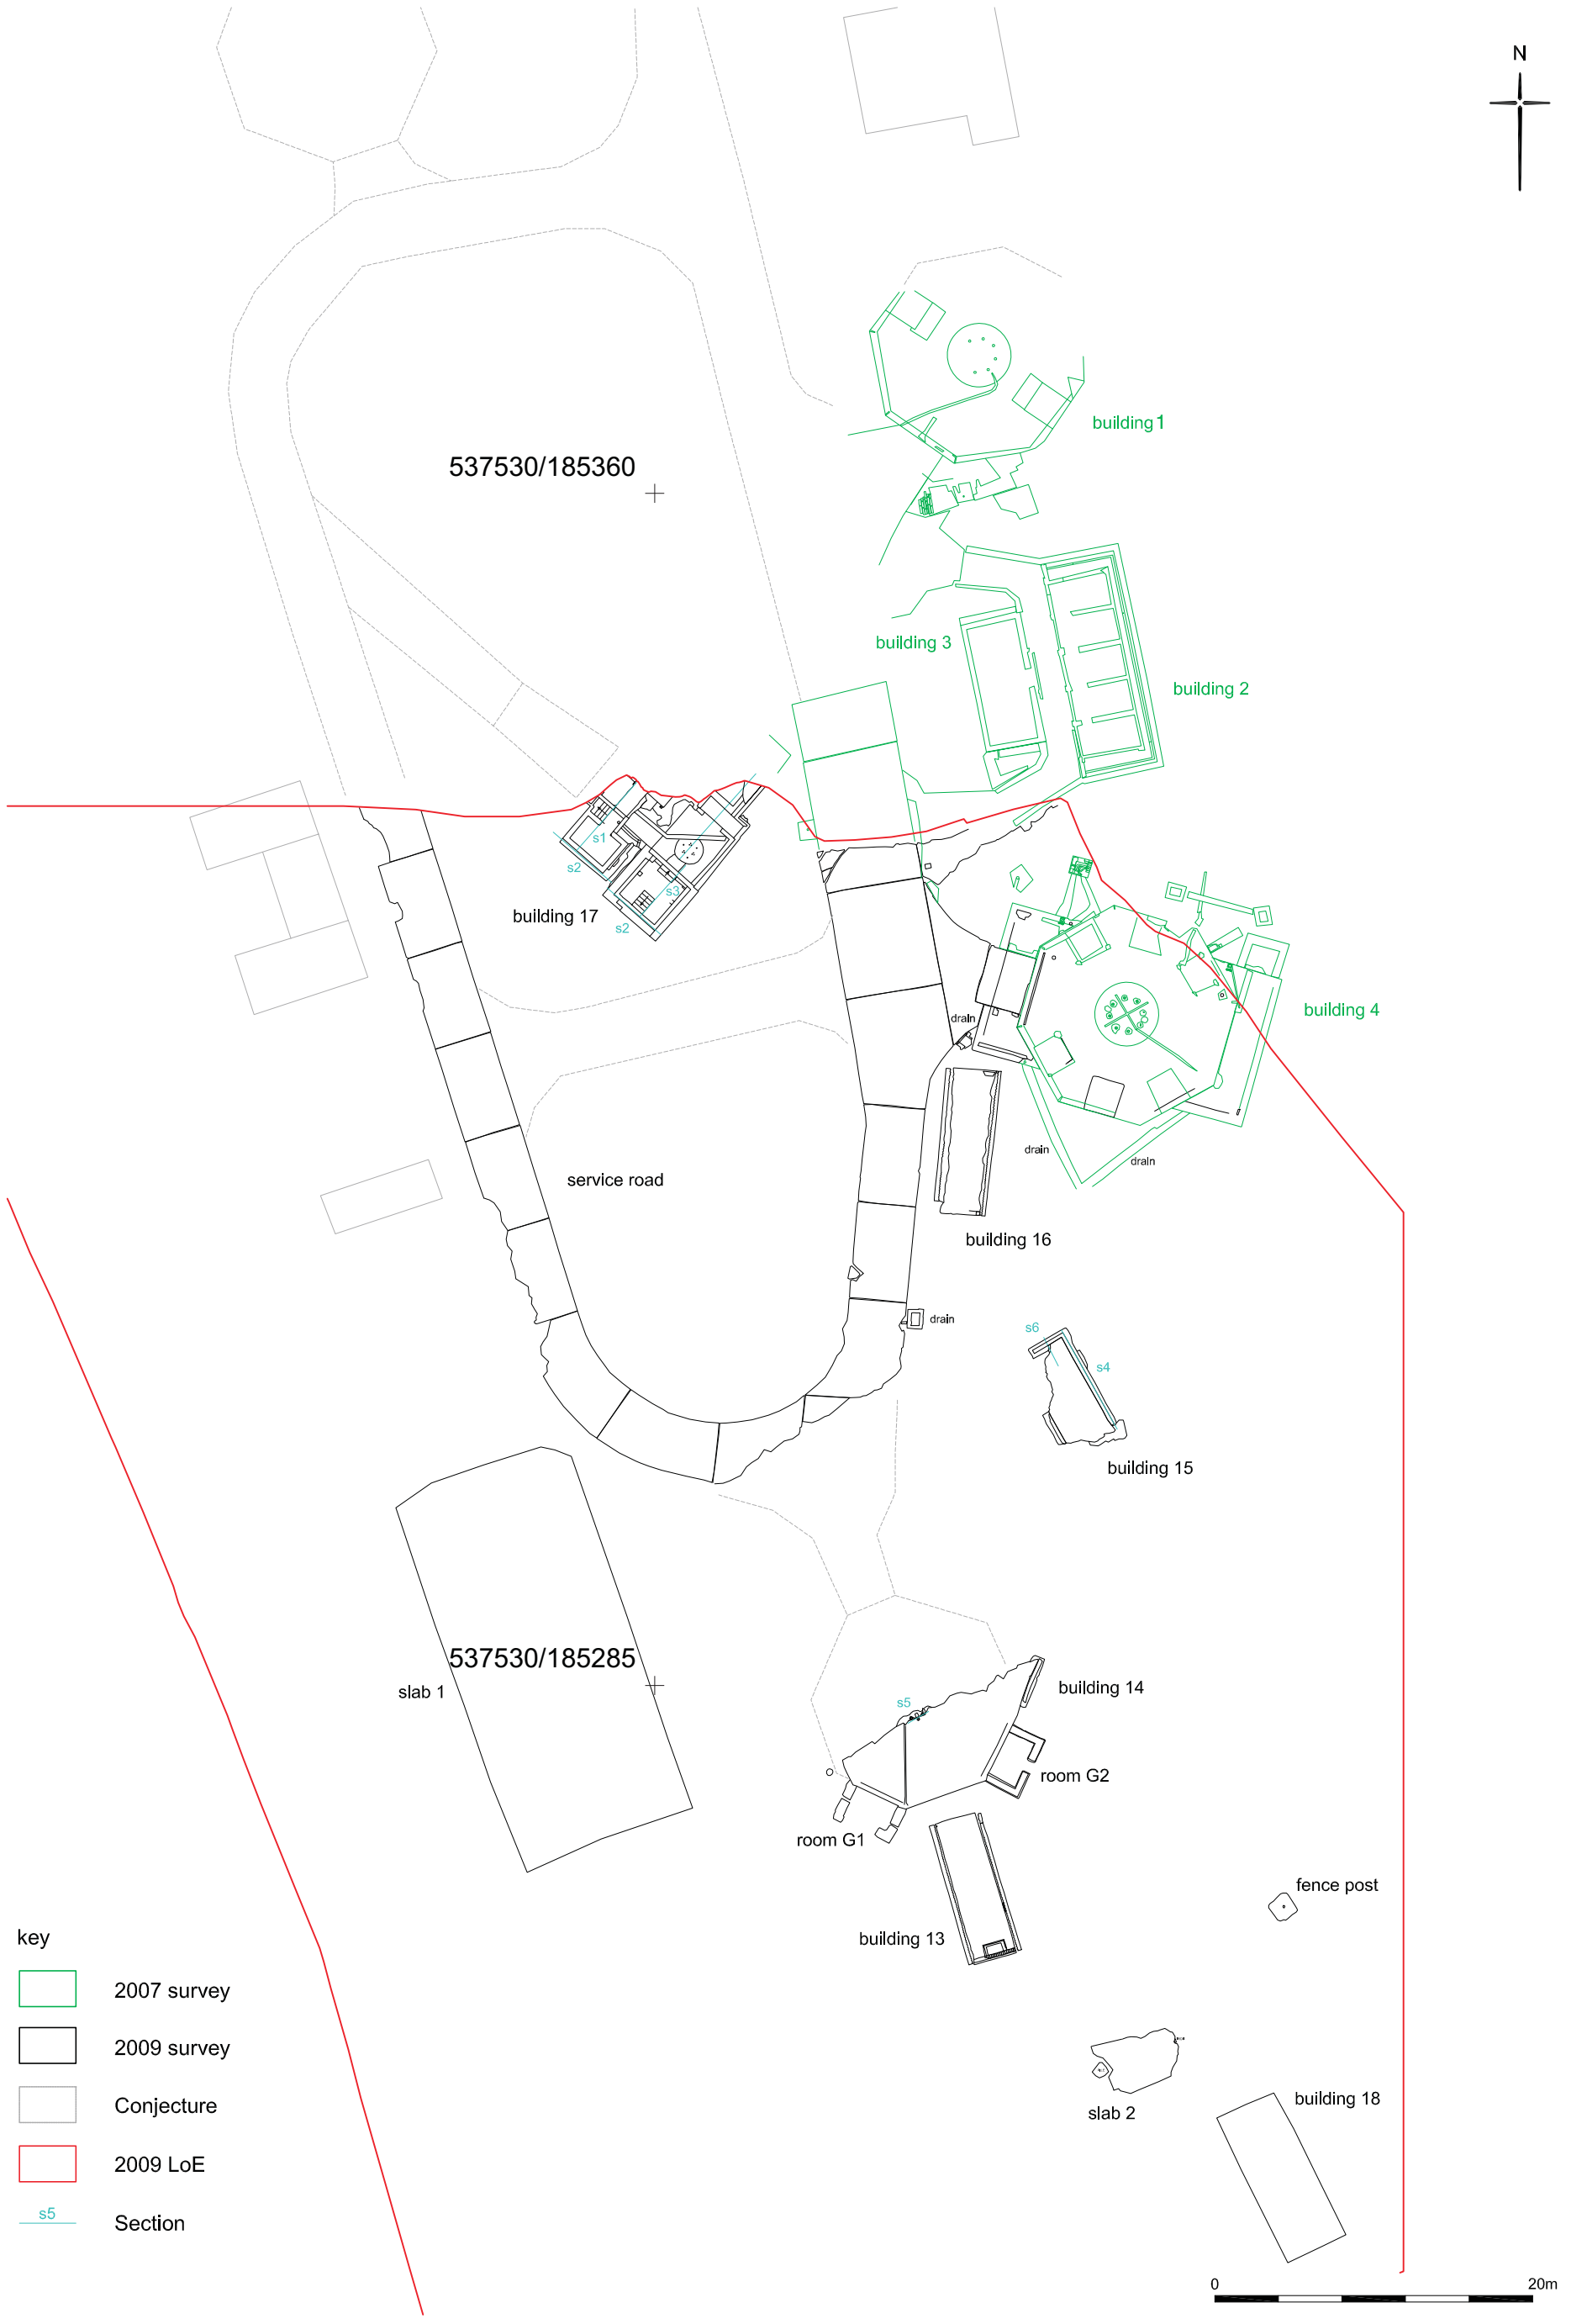 N
building 1
537530/185360
building 3
building 2
s1
s2
s3
building 17
s2
building 4
drain
drain
drain
service road
building 16
drain
s6
s4
building 15
537530/185285
slab 1
building 14
s5
room G2
room G1
fence post
building 13
key
2007 survey
2009 survey
Conjecture
2009 LoE
s5
Section
slab 2
building 18
0
20m